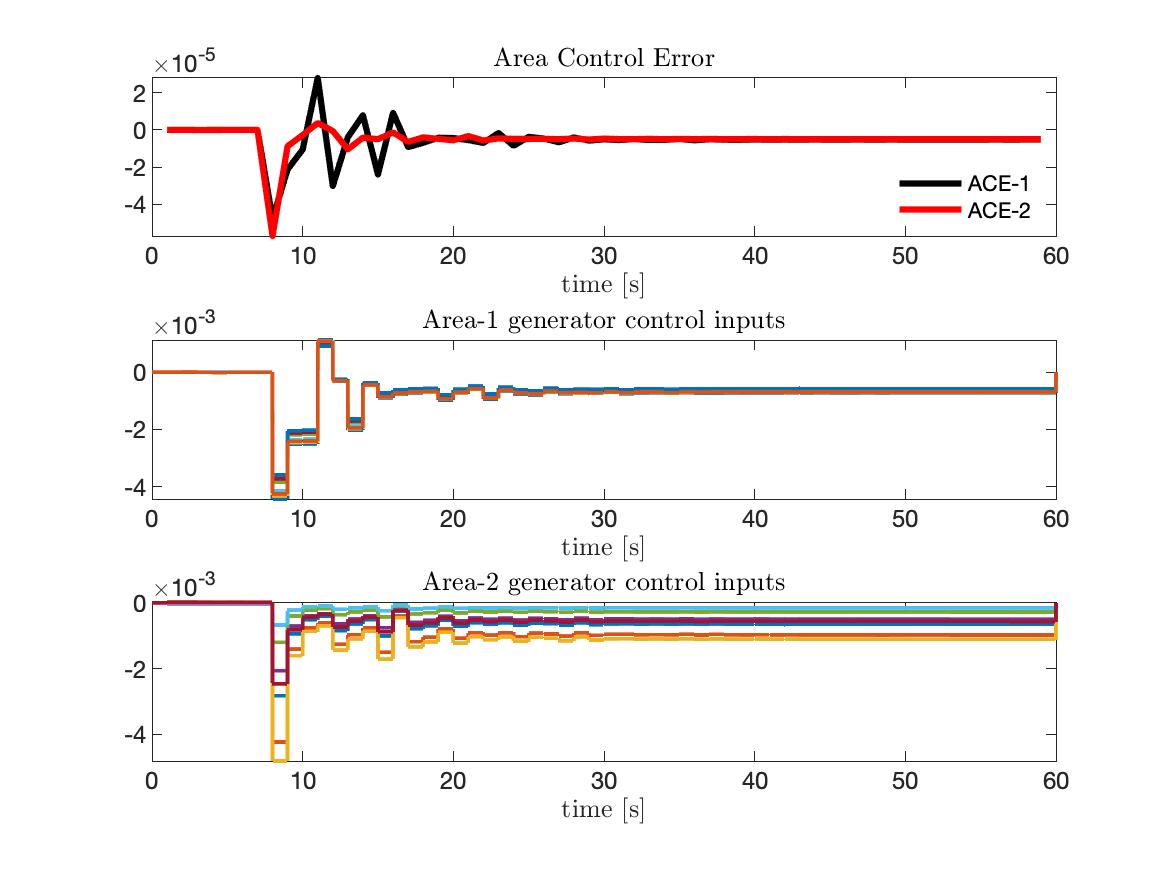 Area Control Error
×10-5
2
0
-2
-4
ACE-1
ACE-2
0 10 20 30 40 50 60
time [s]
Area-1 generator control inputs
×10-3
0
-2
-4
0 10 20 30 40 50 60
time [s]
Area-2 generator control inputs
×10-3
0
-2
-4
0 10 20 30 40 50 60
time [s]